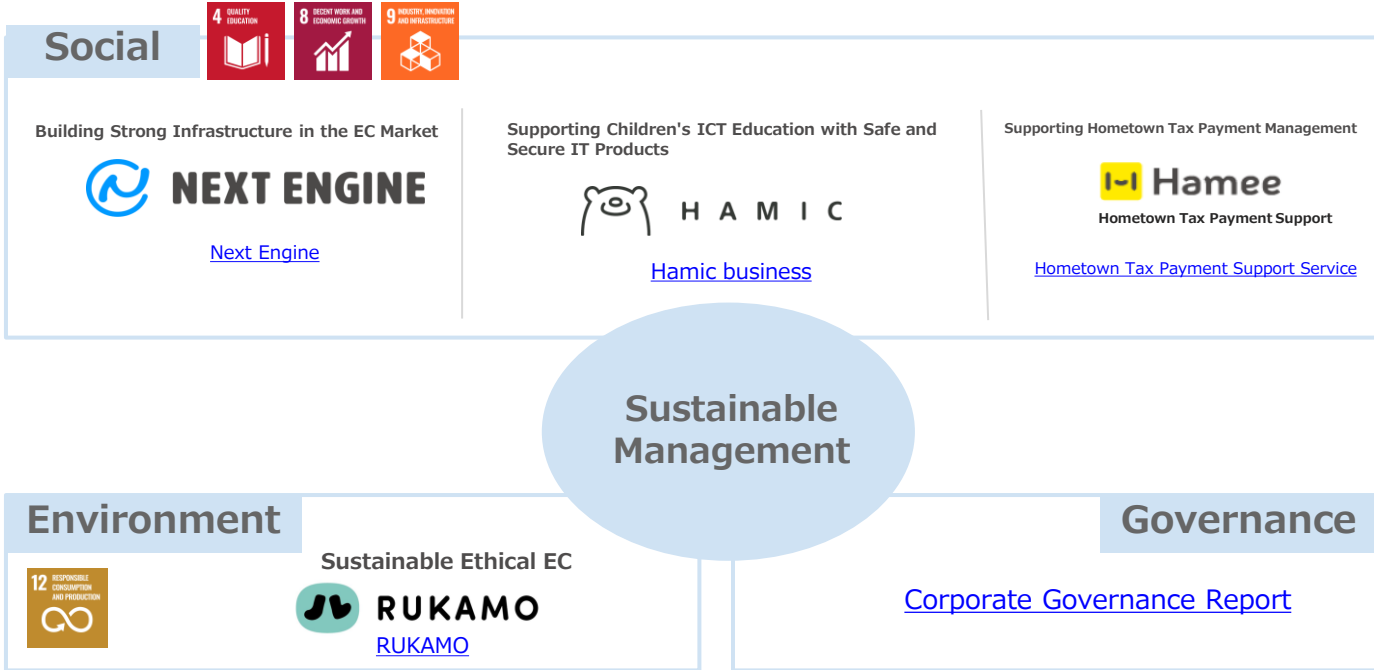 Social
4 QUALITY
EDUCATION
8 DECENT WORK AND
ECONOMIC GROWTH
9 INDUSTRY, INNOVATION
AND INFRASTRUCTURE
Building Strong Infrastructure in the EC Market
NEXT ENGINE
Next Engine
Supporting Children's ICT Education with Safe and
Secure IT Products
HAMIC
Hamic business
Supporting Hometown Tax Payment Management
Hamee
Hometown Tax Payment Support
Hometown Tax Payment Support Service
Sustainable
Management
Environment
12 RESPONSIBLE
CONSUMPTION
AND PRODUCTION
Sustainable Ethical EC
RUKAMO
RUKAMO
Governance
Corporate Governance Report